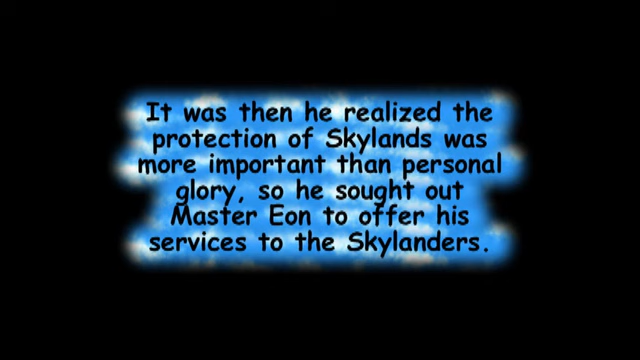 It was then he realized the
protection of Skylands was
more important than personal
glory, so he sought out
Master Eon to offer his
services to the Skylanders.